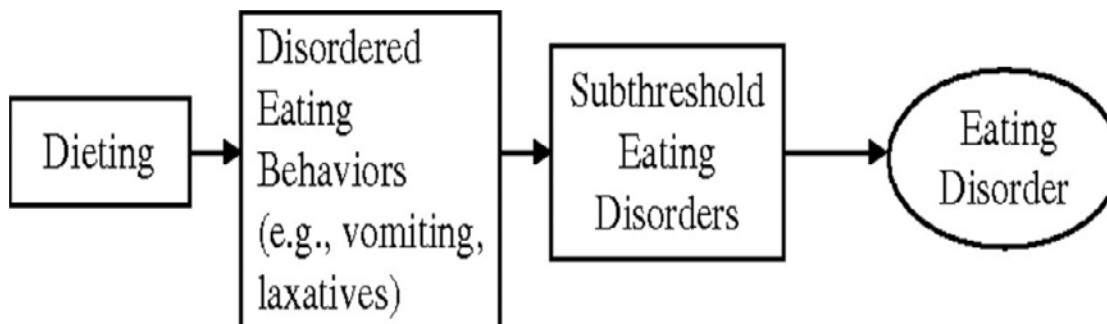 Dieting
Disordered
Eating
Behaviors
(e.g., vomiting,
laxatives)
Subthreshold
Eating
Disorders
Eating
Disorder